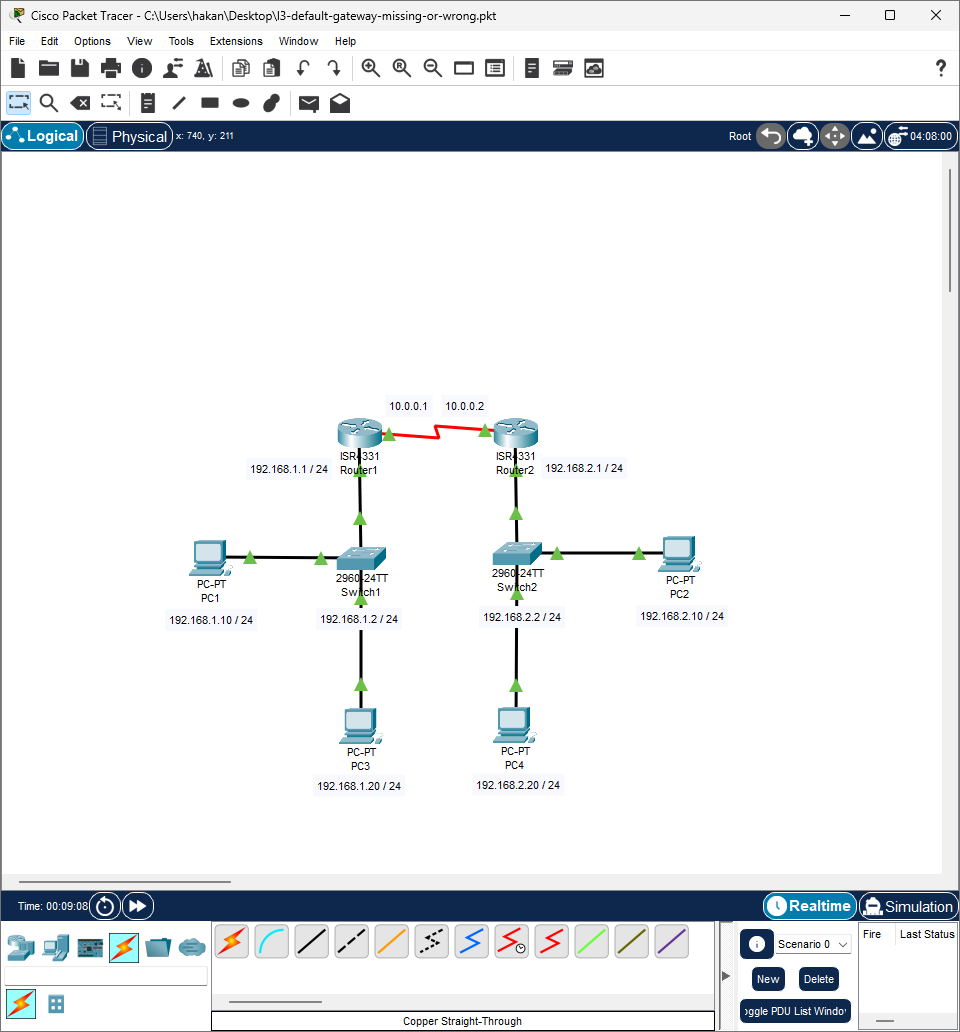 Cisco Packet Tracer - C:\Users\hakan\Desktop\l3-default-gateway-missing-or-wrong.pkt
File Edit Options View Tools Extensions Window Help
Logical Physical x: 740, y: 211 Root 04:08:00
10.0.0.1 10.0.0.2
ISR4331 ISR4331
Router1 Router2
192.168.1.1 / 24 192.168.2.1 / 24
2960-24TT 2960-24TT
Switch1 Switch2
PC-PT PC-PT
PC1 PC2
192.168.1.10 / 24 192.168.1.2 / 24 192.168.2.2 / 24 192.168.2.10 / 24
PC-PT PC-PT
PC3 PC4
192.168.1.20 / 24 192.168.2.20 / 24
Time: 00:09:08 Realtime Simulation
Scenario 0 Fire Last Status
New Delete
oggle PDU List Windo
Copper Straight-Through